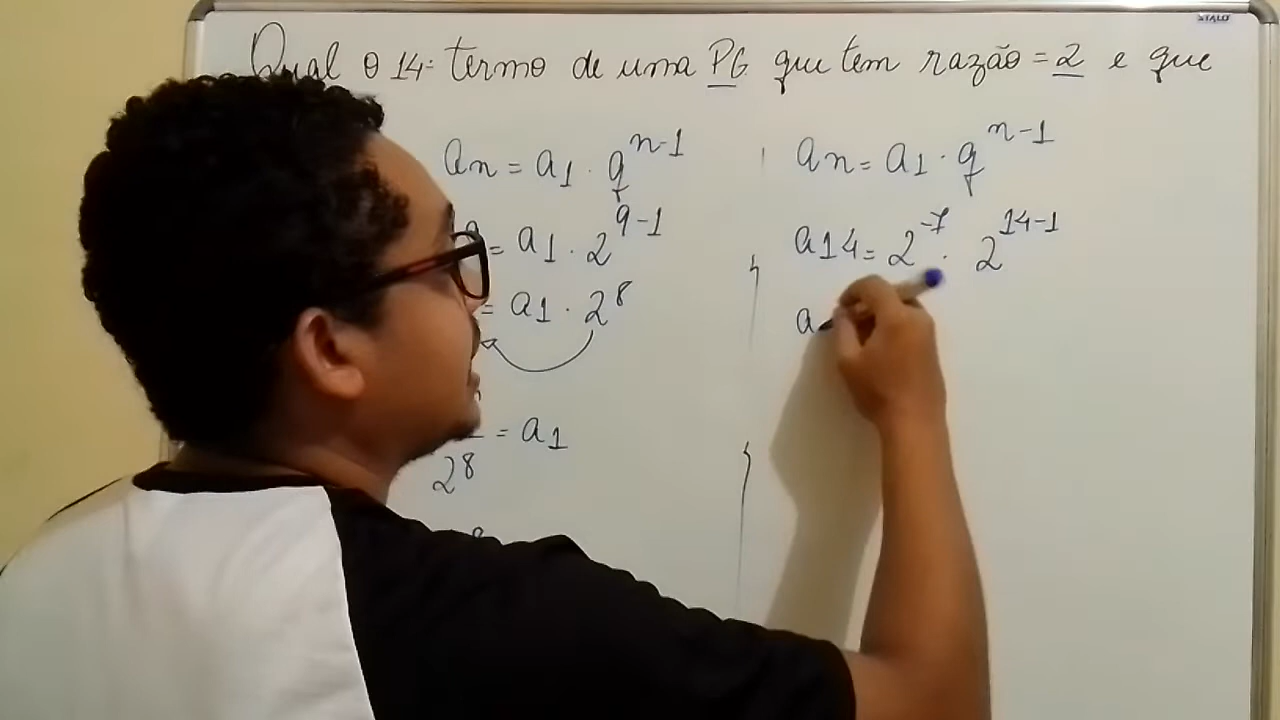 STALO
Qual o 14º termo de uma PG que tem razão = 2 e que
an = a1 . q^n-1
= a1 . 2^9-1
= a1 . 2^8
= a1
2^8
an = a1 . q^n-1
a14 = 2^-7 . 2^14-1
a